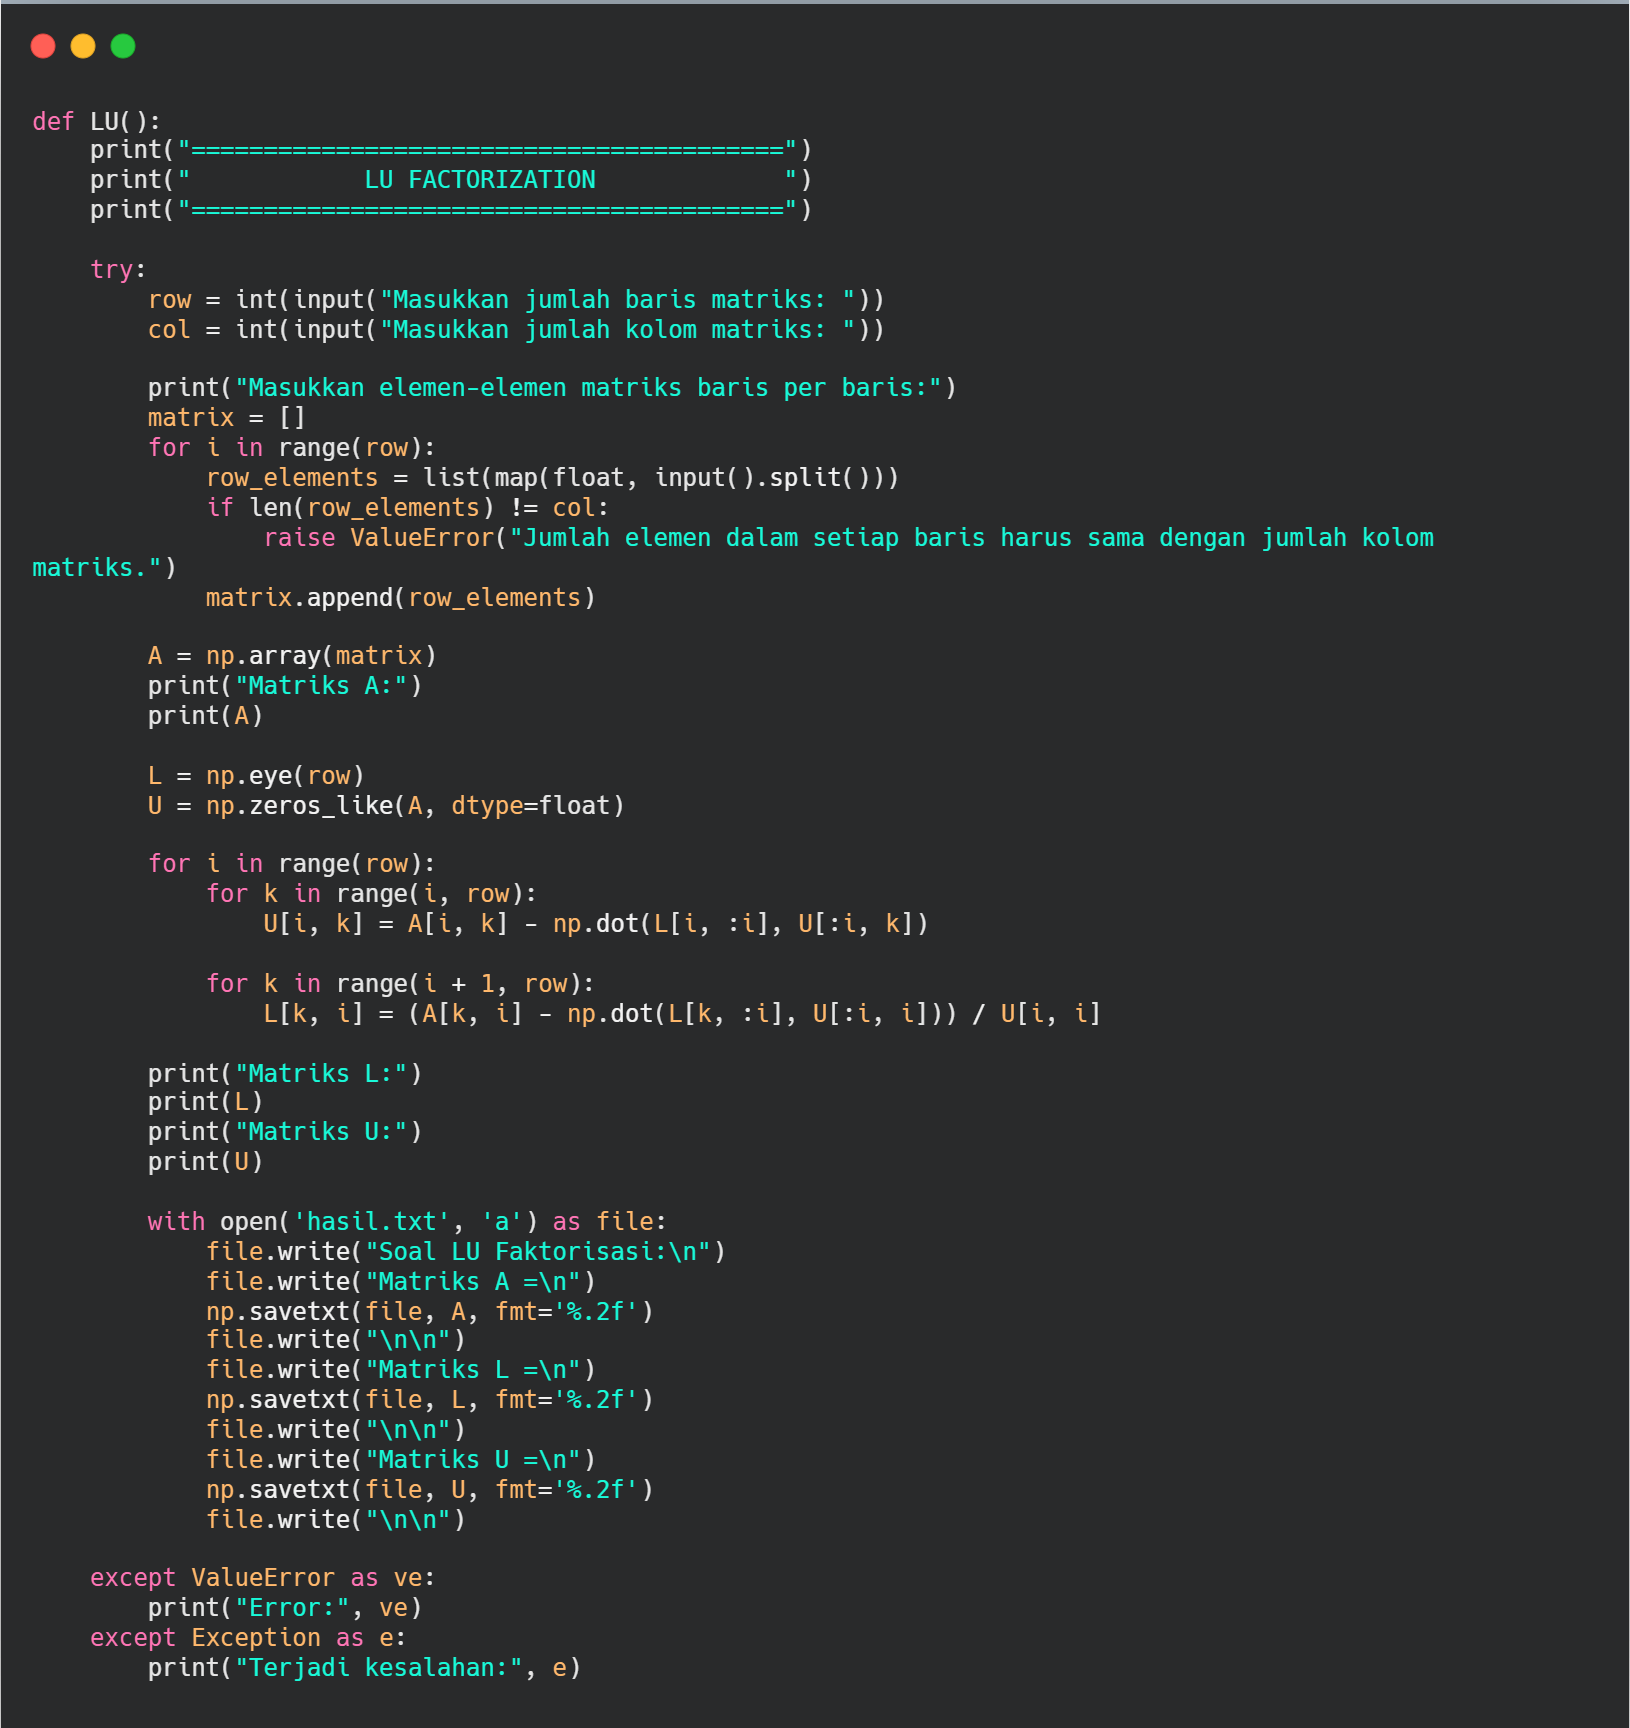 def LU():
    print("=========================================")
    print("            LU FACTORIZATION             ")
    print("=========================================")

    try:
        row = int(input("Masukkan jumlah baris matriks: "))
        col = int(input("Masukkan jumlah kolom matriks: "))

        print("Masukkan elemen-elemen matriks baris per baris:")
        matrix = []
        for i in range(row):
            row_elements = list(map(float, input().split()))
            if len(row_elements) != col:
                raise ValueError("Jumlah elemen dalam setiap baris harus sama dengan jumlah kolom
matriks.")
            matrix.append(row_elements)

        A = np.array(matrix)
        print("Matriks A:")
        print(A)

        L = np.eye(row)
        U = np.zeros_like(A, dtype=float)

        for i in range(row):
            for k in range(i, row):
                U[i, k] = A[i, k] - np.dot(L[i, :i], U[:i, k])

            for k in range(i + 1, row):
                L[k, i] = (A[k, i] - np.dot(L[k, :i], U[:i, i])) / U[i, i]

        print("Matriks L:")
        print(L)
        print("Matriks U:")
        print(U)

        with open('hasil.txt', 'a') as file:
            file.write("Soal LU Faktorisasi:\n")
            file.write("Matriks A =\n")
            np.savetxt(file, A, fmt='%.2f')
            file.write("\n\n")
            file.write("Matriks L =\n")
            np.savetxt(file, L, fmt='%.2f')
            file.write("\n\n")
            file.write("Matriks U =\n")
            np.savetxt(file, U, fmt='%.2f')
            file.write("\n\n")

    except ValueError as ve:
        print("Error:", ve)
    except Exception as e:
        print("Terjadi kesalahan:", e)